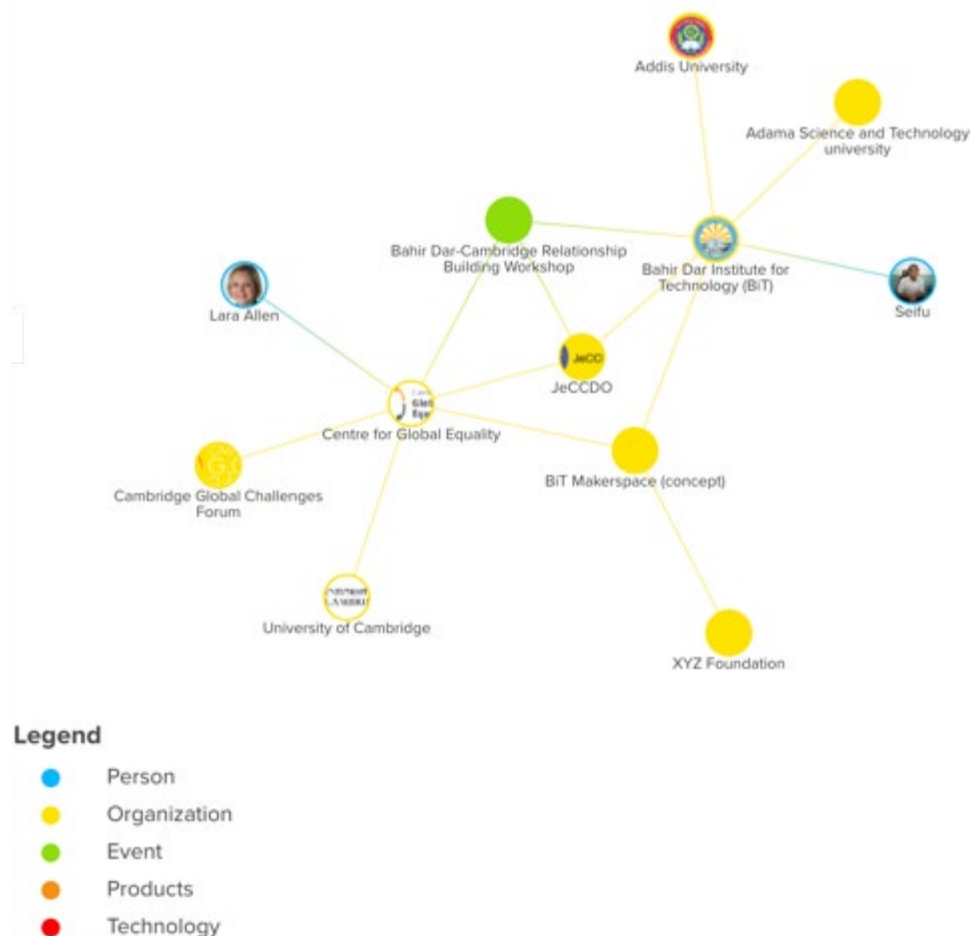 Addis University
Adama Science and Technology
university
Bahir Dar-Cambridge Relationship
Building Workshop
Bahir Dar Institute for
Technology (BiT)
Lara Allen
Seifu
JeCCDO
Centre for Global Equality
BiT Makerspace (concept)
Cambridge Global Challenges
Forum
University of Cambridge
XYZ Foundation
Legend
Person
Organization
Event
Products
Technology